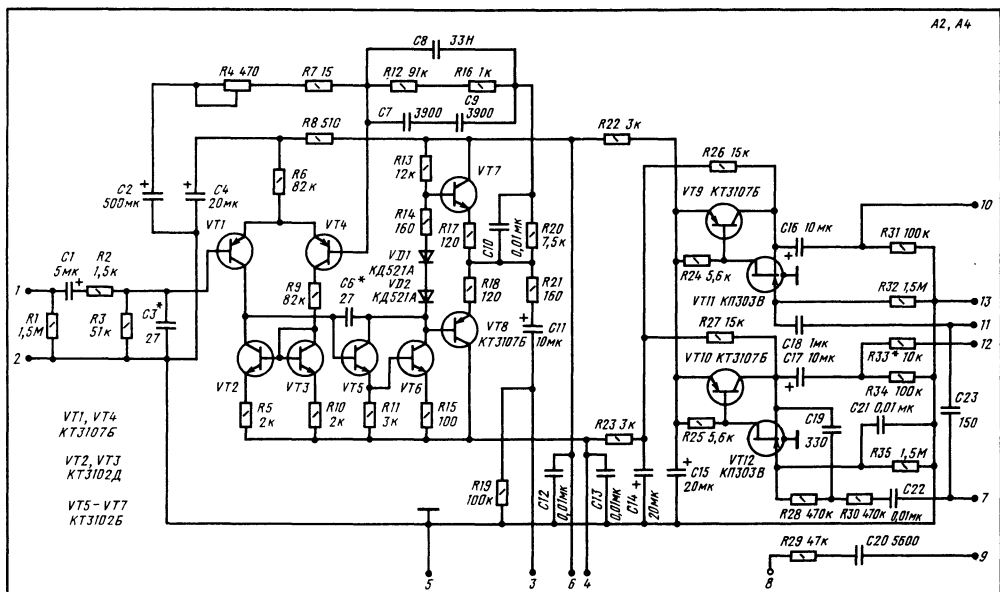 А2, А4
C8 33Н
R4 470
R7 15
R12 91к
R16 1к
C7 3900
C9 3900
R8 510
R22 3к
R6 82к
R13 12к
VT7
R26 15к
VT9 КТ3107Б
C2 500мк
C4 20мк
VT1
VT4
R14 160
R17 120
C10 0,01мк
R20 7,5к
C16 10 мк
10
R31 100к
C1 5мк
R2 1,5к
VD1 КД521А
R9 82к
C6* 27
VD2 КД521А
R18 120
R21 160
R24 5,6к
R32 1,5М
13
1
R1 1,5М
R3 51к
C3* 27
VT8 КТ3107Б
C11 10мк
VT11 КП303В
R27 15к
C18 1мк
11
2
VT2
VT3
VT5
VT6
VT10 КТ3107Б
C17 10мк
R33* 10к
12
R34 100к
VT1, VT4 КТ3107Б
R5 2к
R10 2к
R11 3к
R15 100
R23 3к
R25 5,6к
C19 330
C21 0,01 мк
C23 150
VT2, VT3 КТ3102Д
VT12 КП303В
R35 1,5М
VT5–VT7 КТ3102Б
R19 100к
C12 0,01мк
C13 0,01мк
C14 20мк
C15 20мк
R28 470к
R30 470к
C22 0,01мк
7
R29 47к
C20 5600
5
3
6
4
8
9